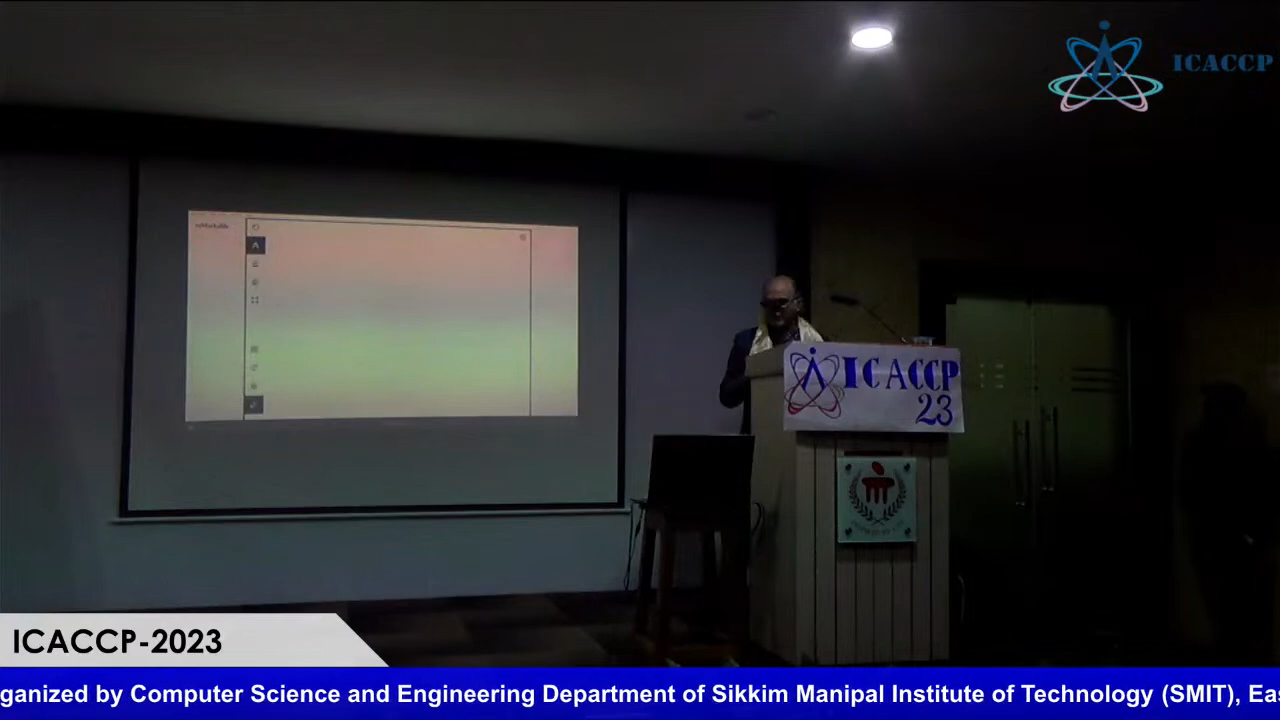 ICACCP
ICACCP
23
ICACCP-2023
ganized by Computer Science and Engineering Department of Sikkim Manipal Institute of Technology (SMIT), Eas